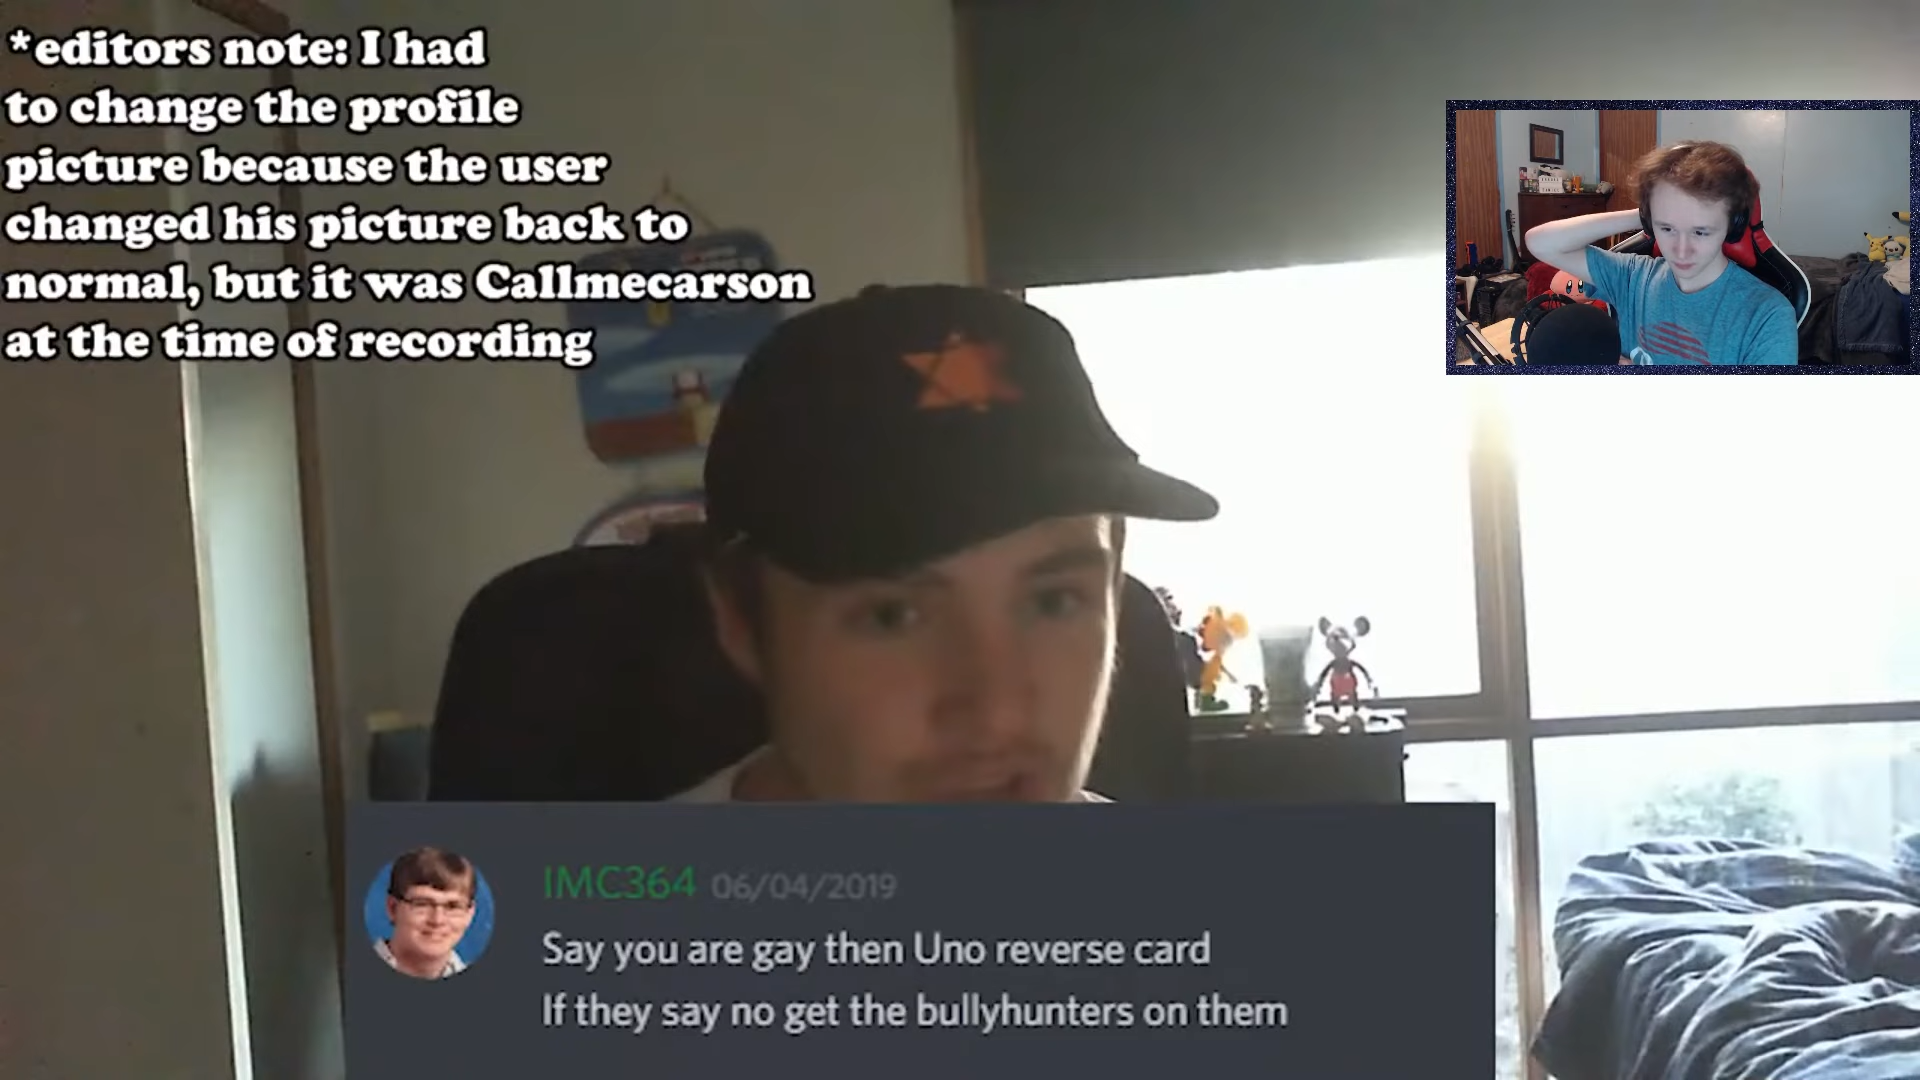 *editors note: I had
to change the profile
picture because the user
changed his picture back to
normal, but it was Callmecarson
at the time of recording
IMC364 06/04/2019
Say you are gay then Uno reverse card
If they say no get the bullyhunters on them